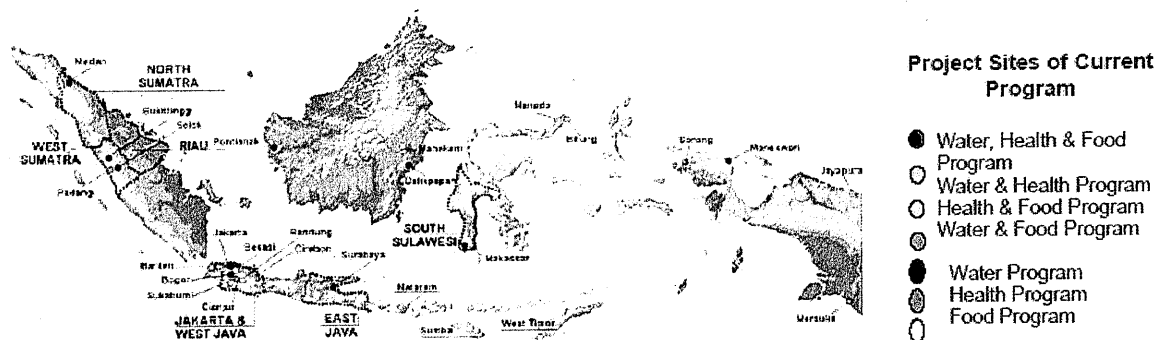 Medan
NORTH
SUMATRA
Bukittinggi
Solok
WEST
SUMATRA
RIAU
Pontianak
Padang
Mahakam
Balikpapan
Manado
Bitung
Sorong
Manokwari
Jayapura
SOUTH
SULAWESI
Makassar
Jakarta
Bandung
Bekasi
Cirebon
Surabaya
Banten
Bogor
Sukabumi
Cianjur
Mataram
JAKARTA &
WEST JAVA
EAST
JAVA
Sumba
West Timor
Merauke
Project Sites of Current
Program
Water, Health & Food
Program
Water & Health Program
Health & Food Program
Water & Food Program
Water Program
Health Program
Food Program